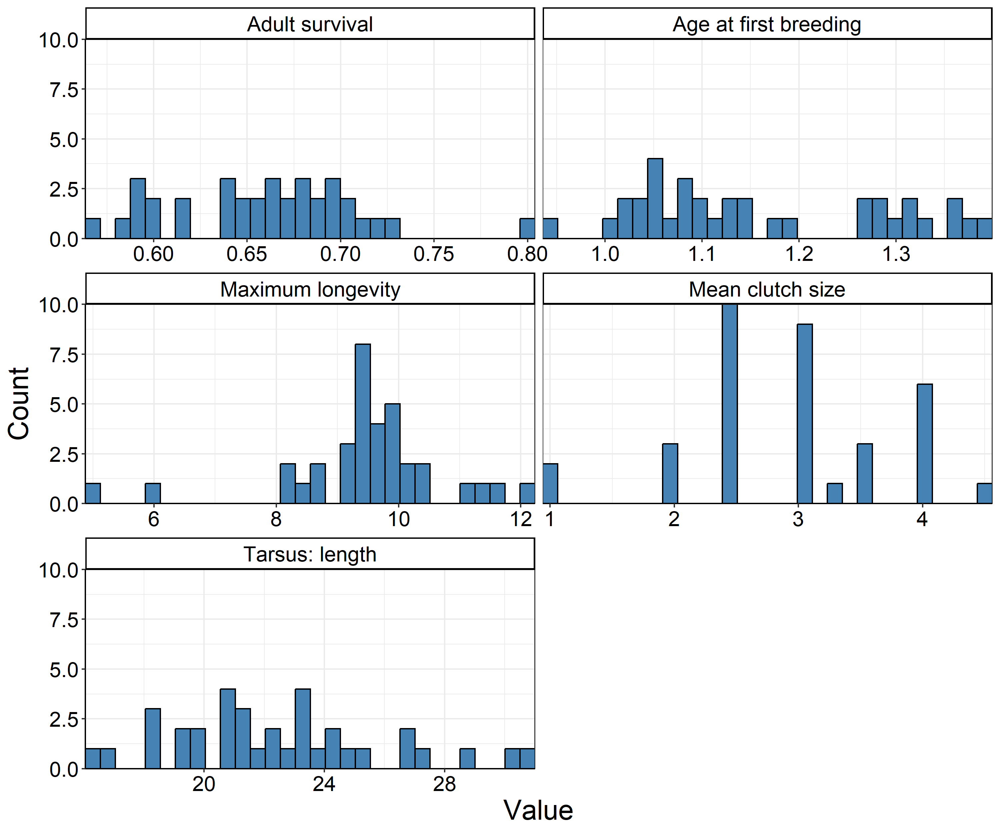 Adult survival
Age at first breeding
10.0
7.5
5.0
2.5
0.0
0.60 0.65 0.70 0.75 0.80
1.0 1.1 1.2 1.3
Maximum longevity
Mean clutch size
10.0
7.5
5.0
2.5
0.0
6 8 10 12
1 2 3 4
Tarsus: length
10.0
7.5
5.0
2.5
0.0
20 24 28
Count
Value